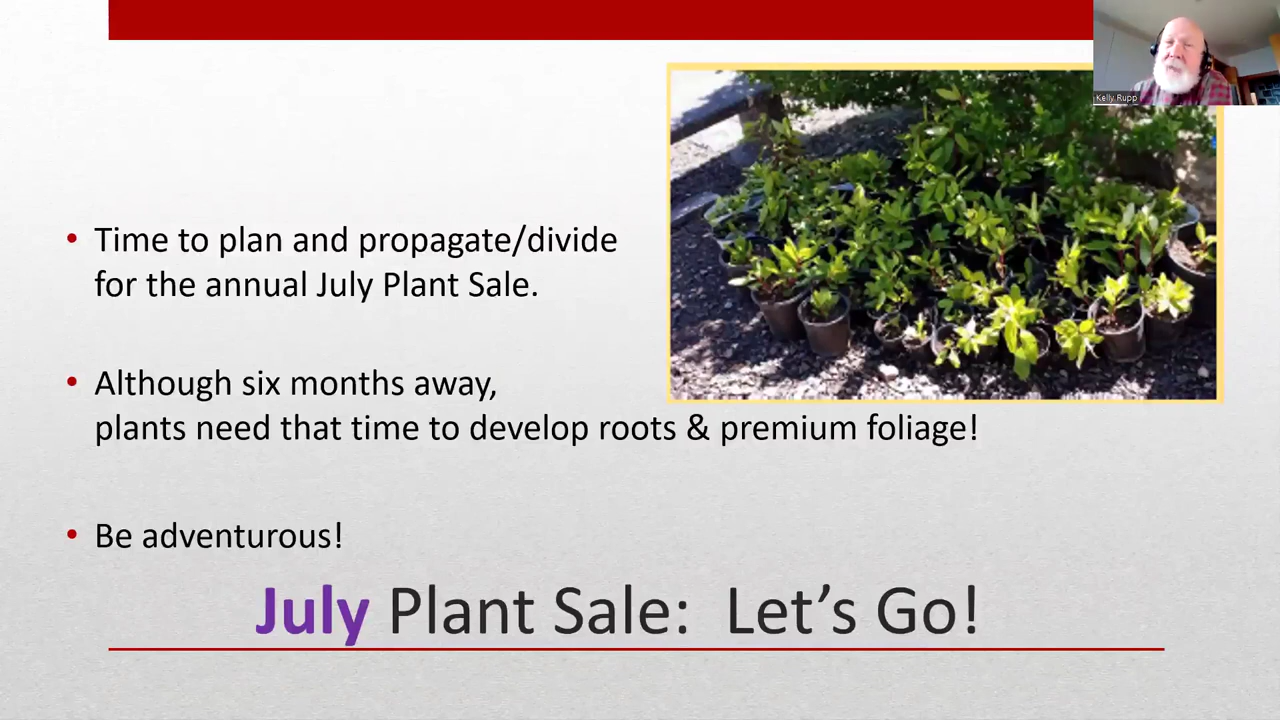 Kelly Rupp
• Time to plan and propagate/divide
for the annual July Plant Sale.
• Although six months away,
plants need that time to develop roots & premium foliage!
• Be adventurous!
July Plant Sale: Let’s Go!